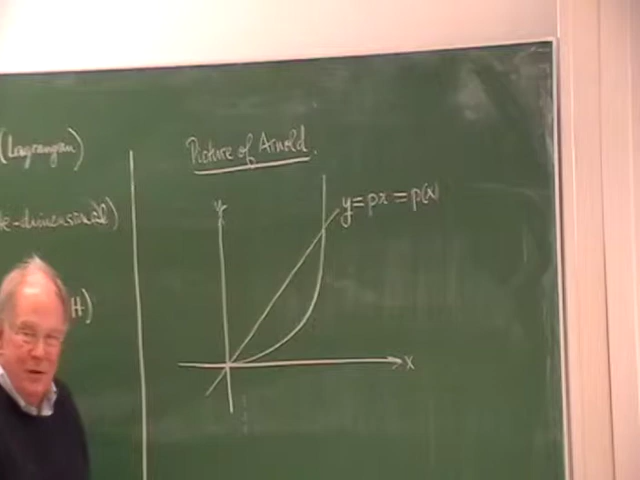 (Lagrangian)
Picture of Arnold.
k-dimensional)
y
y=px=p(x)
H)
x